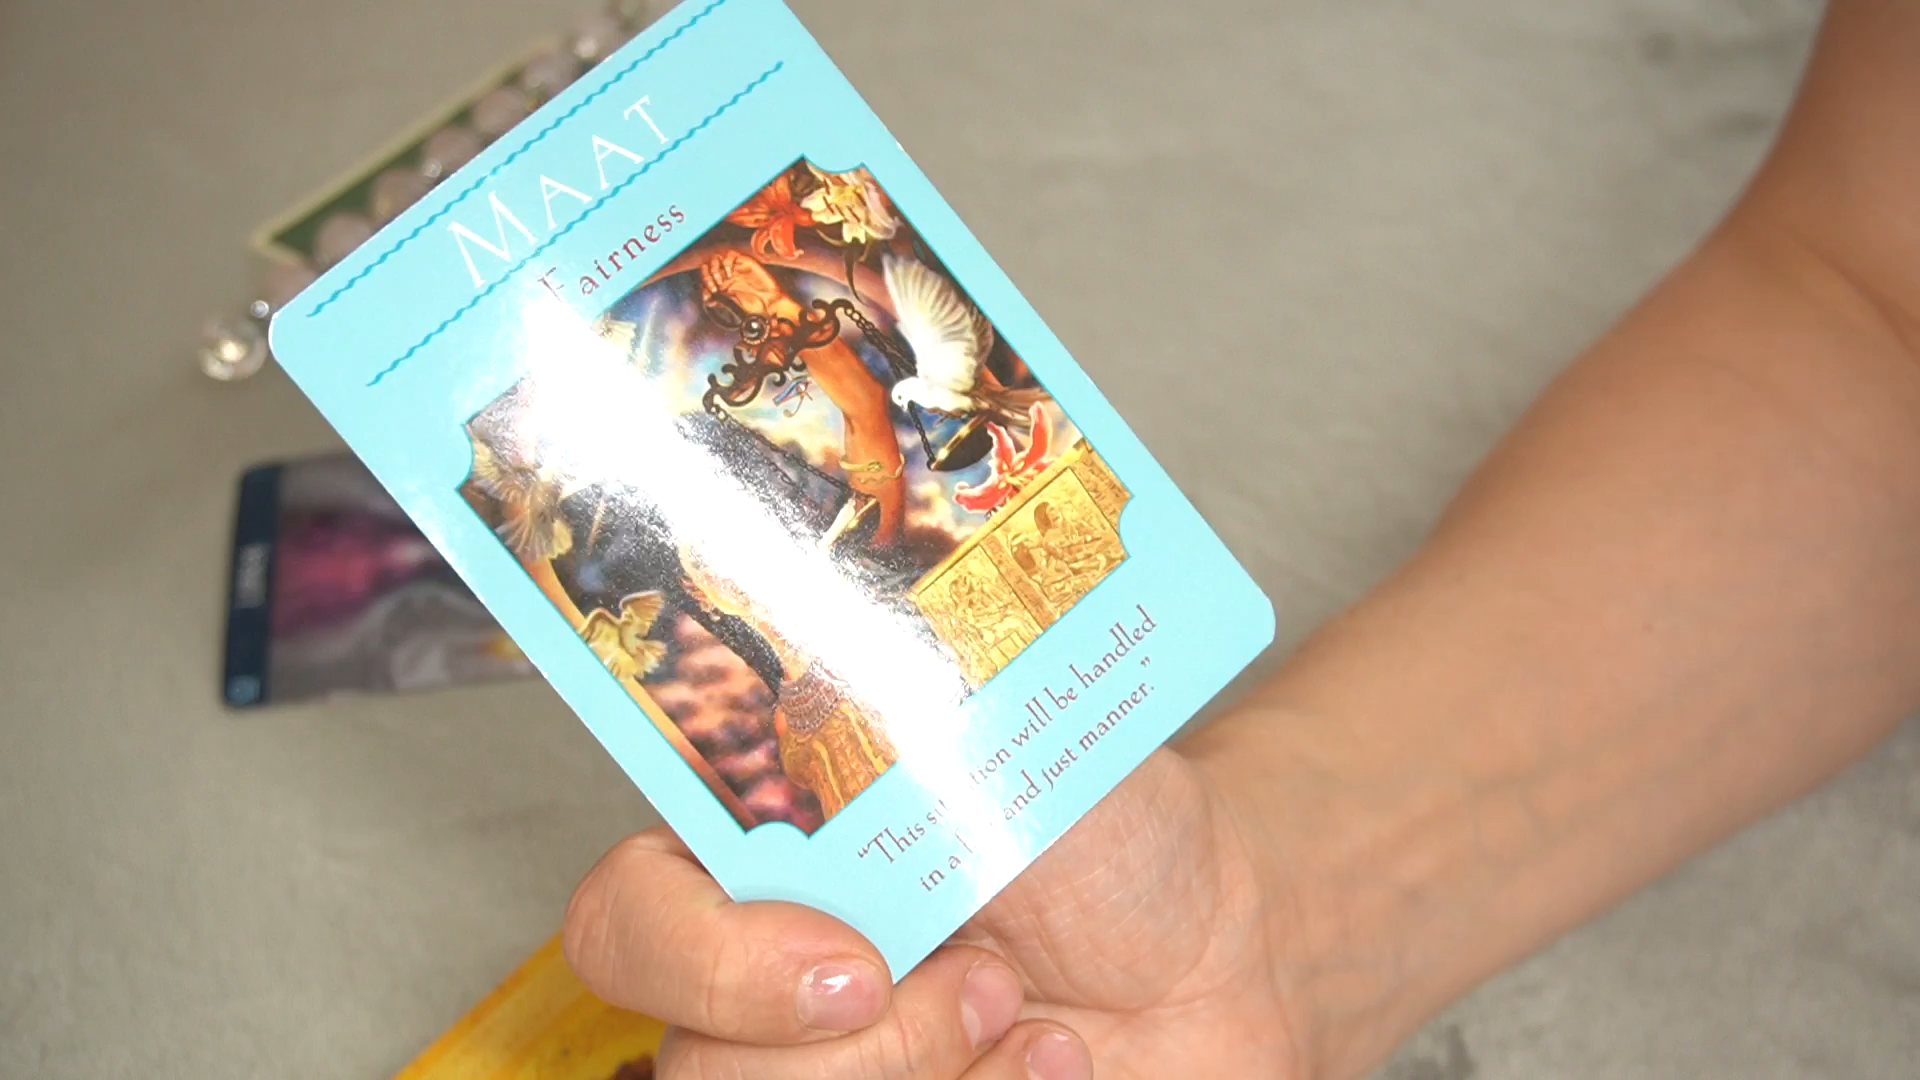 MAAT
Fairness
"This situation will be handled
in a and just manner."